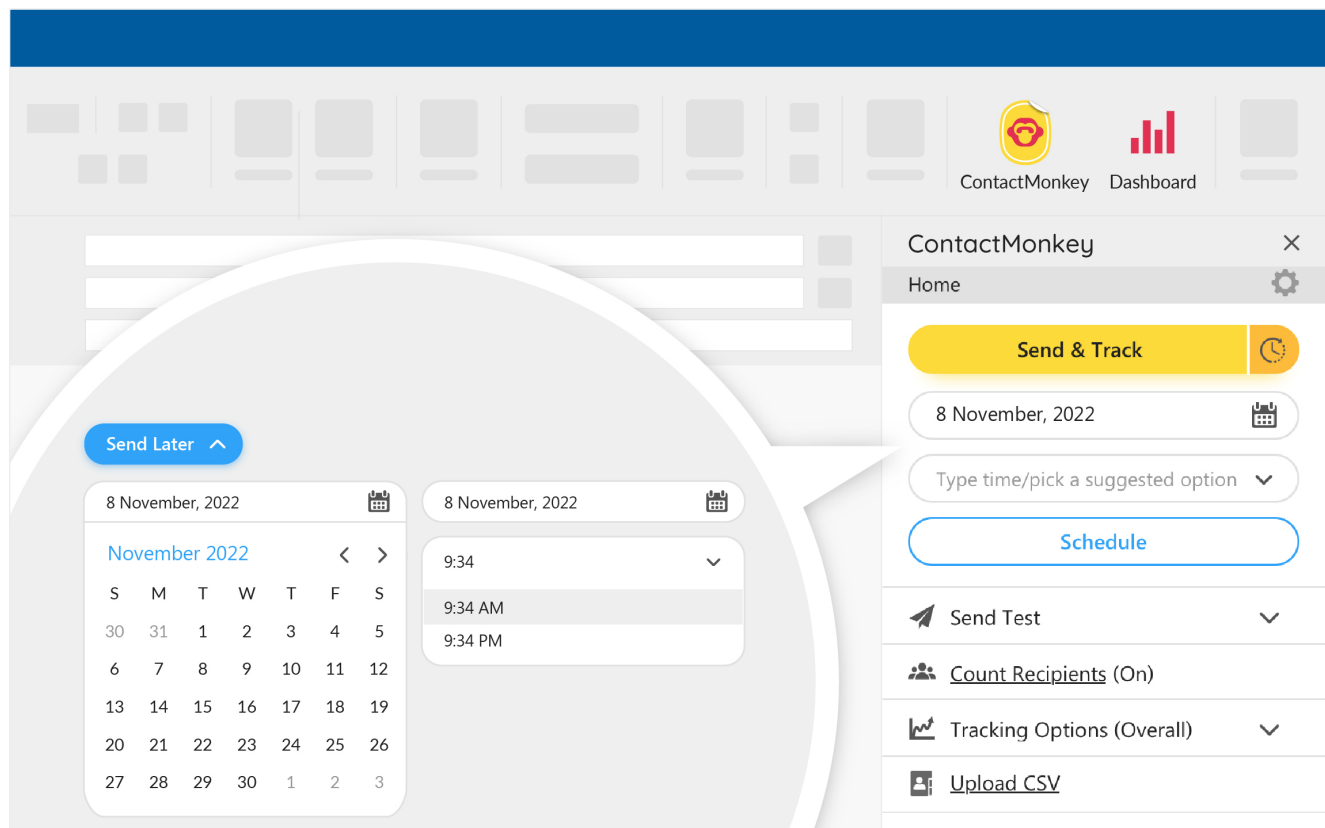 ContactMonkey
Dashboard
ContactMonkey
Home
Send & Track
8 November, 2022
Type time/pick a suggested option
Schedule
Send Test
Count Recipients (On)
Tracking Options (Overall)
Upload CSV
Send Later
8 November, 2022
November 2022
S M T W T F S
30 31 1 2 3 4 5
6 7 8 9 10 11 12
13 14 15 16 17 18 19
20 21 22 23 24 25 26
27 28 29 30 1 2 3
8 November, 2022
9:34
9:34 AM
9:34 PM